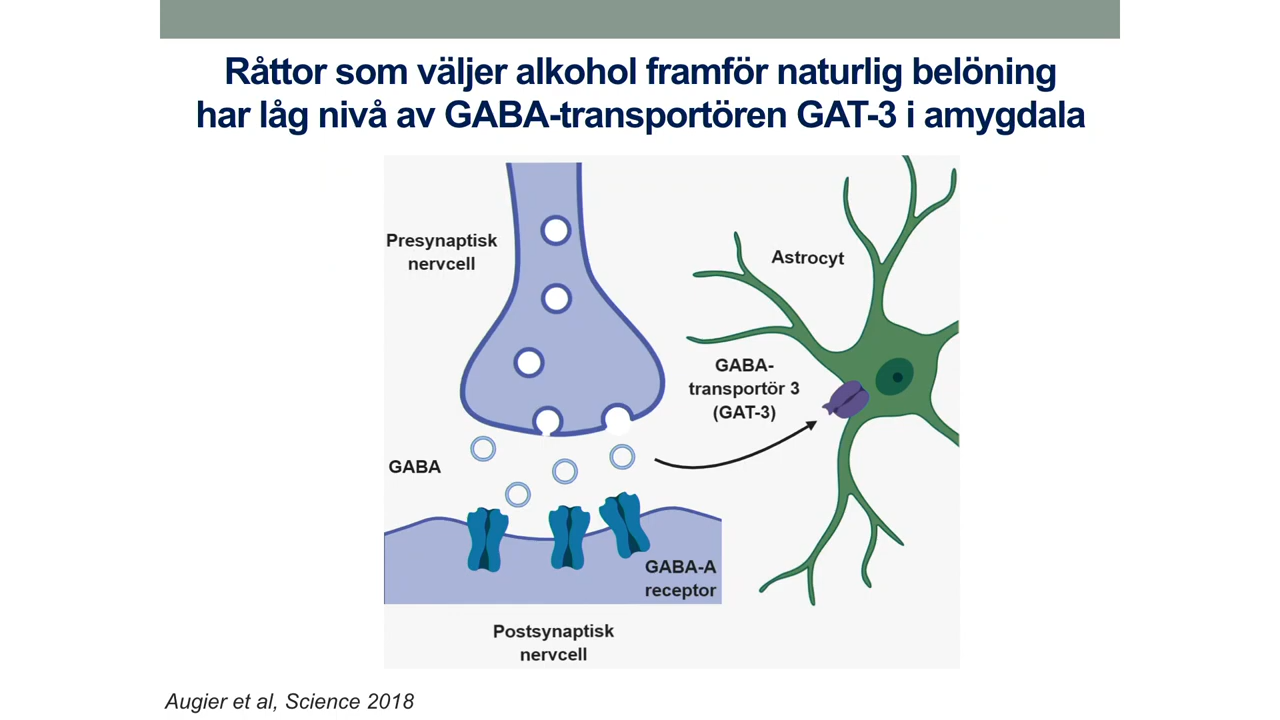 Råttor som väljer alkohol framför naturlig belöning
har låg nivå av GABA-transportören GAT-3 i amygdala
Presynaptisk
nervcell
Astrocyt
GABA-
transportör 3
(GAT-3)
GABA
GABA-A
receptor
Postsynaptisk
nervcell
Augier et al, Science 2018